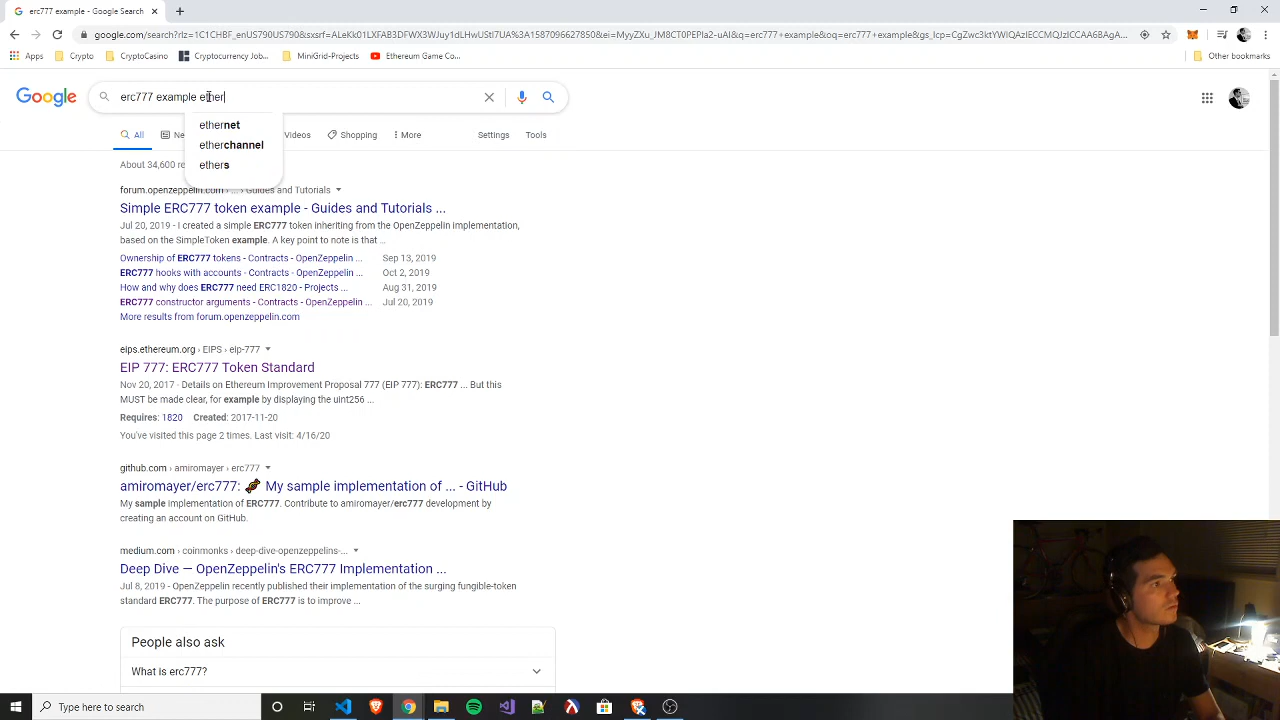 erc777 example - Google Search
google.com/search?rlz=1C1CHBF_enUS790US790&sxsrf=ALeKk01LXFAB3DFWX3WJuy1dLHwUStI7UA%3A1587096627850&ei=MyyZXu_JM8CT0PEPla2-uAI&q=erc777+example&oq=erc777+example&gs_lcp=CgZwc3ktYWIQAzIECCMQJzICCAA6BAgA...
Apps
Crypto
CryptoCasino
Cryptocurrency Job...
MiniGrid-Projects
Ethereum Game Co...
Other bookmarks
Google
erc777 example ether
ethernet
etherchannel
ethers
All
Ne
Videos
Shopping
More
Settings
Tools
About 34,600 re
forum.openzeppelin.com › ... › Guides and Tutorials
Simple ERC777 token example - Guides and Tutorials ...
Jul 20, 2019 - I created a simple ERC777 token inheriting from the OpenZeppelin implementation,
based on the SimpleToken example. A key point to note is that ...
Ownership of ERC777 tokens - Contracts - OpenZeppelin ... Sep 13, 2019
ERC777 hooks with accounts - Contracts - OpenZeppelin ... Oct 2, 2019
How and why does ERC777 need ERC1820 - Projects ... Aug 31, 2019
ERC777 constructor arguments - Contracts - OpenZeppelin ... Jul 20, 2019
More results from forum.openzeppelin.com
eips.ethereum.org › EIPS › eip-777
EIP 777: ERC777 Token Standard
Nov 20, 2017 - Details on Ethereum Improvement Proposal 777 (EIP 777): ERC777 ... But this
MUST be made clear, for example by displaying the uint256 ...
Requires: 1820 Created: 2017-11-20
You've visited this page 2 times. Last visit: 4/16/20
github.com › amiromayer › erc777
amiromayer/erc777: 🍬 My sample implementation of ... - GitHub
My sample implementation of ERC777. Contribute to amiromayer/erc777 development by
creating an account on GitHub.
medium.com › coinmonks › deep-dive-openzeppelins-...
Deep Dive — OpenZeppelin's ERC777 Implementation ...
Jul 8, 2019 - OpenZeppelin recently published their implementation of the surging fungible-token
standard ERC777. The purpose of ERC777 is to improve ...
People also ask
What is erc777?
Type here to search